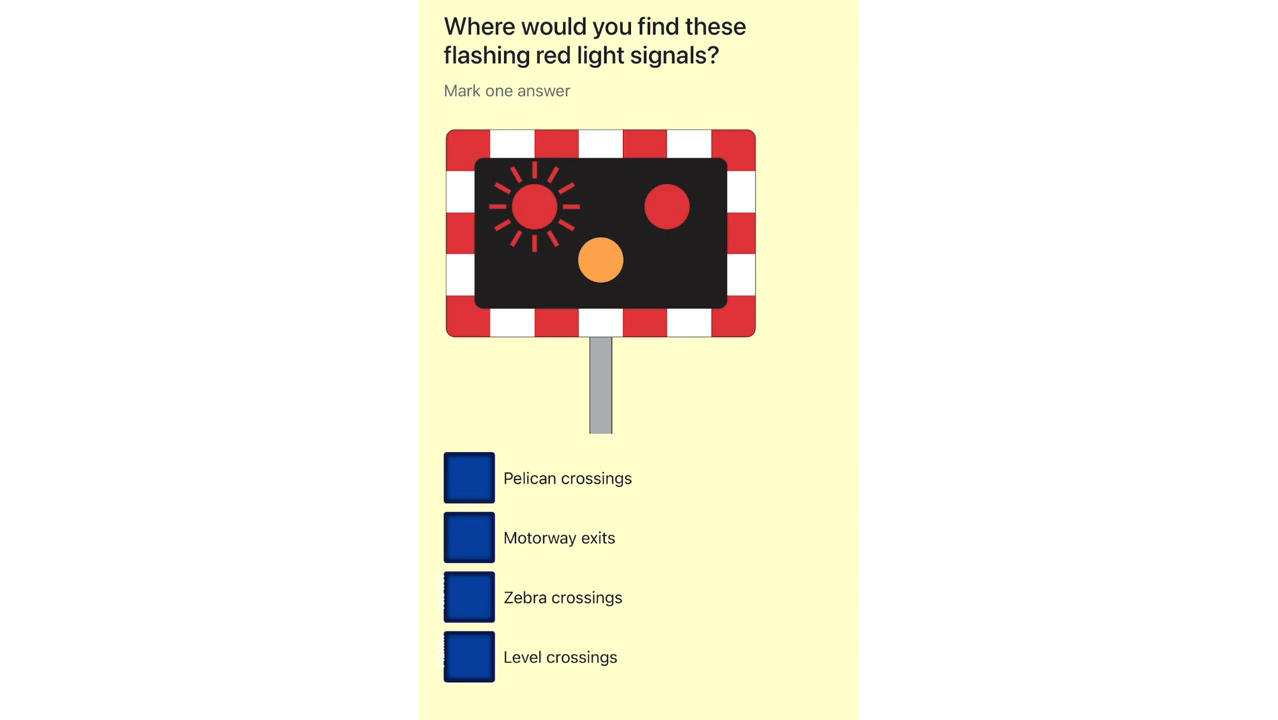 Where would you find these
flashing red light signals?
Mark one answer
Pelican crossings
Motorway exits
Zebra crossings
Level crossings